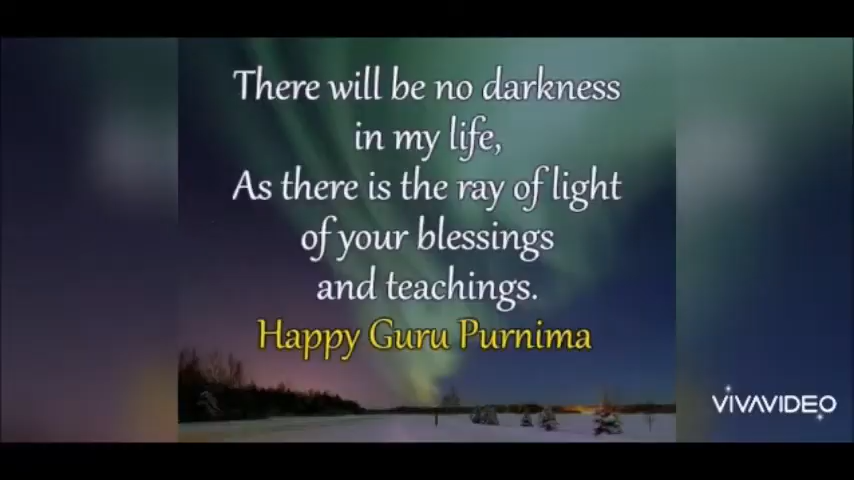 There will be no darkness
in my life,
As there is the ray of light
of your blessings
and teachings.
Happy Guru Purnima
VIVAVIDEO